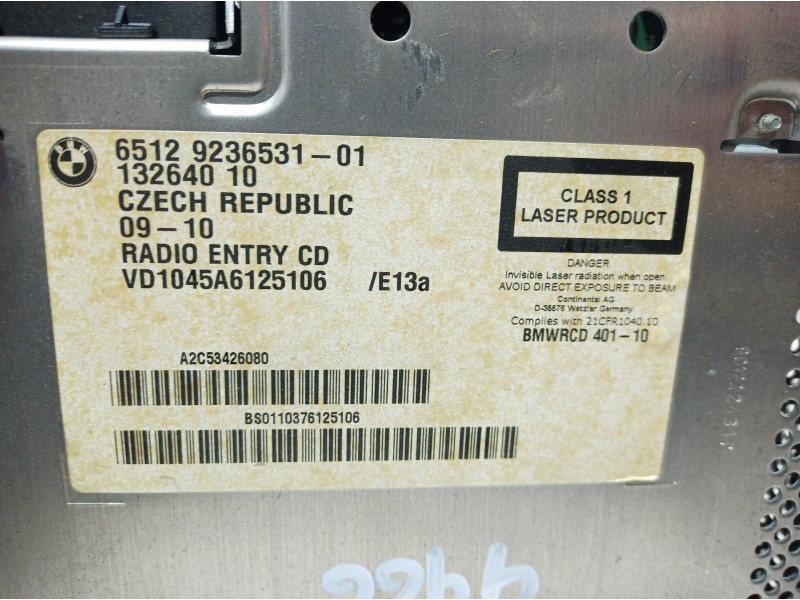 BMW
6512 9236531-01
132640 10
CZECH REPUBLIC
09-10
RADIO ENTRY CD
VD1045A6125106 /E13a
A2C53426080
BS0110376125106
CLASS 1
LASER PRODUCT
DANGER
Invisible Laser radiation when open.
AVOID DIRECT EXPOSURE TO BEAM
Continental AG
D-35576 Wetzlar Germany
Complies with 21CFR1040.10
BMWRCD 401-10